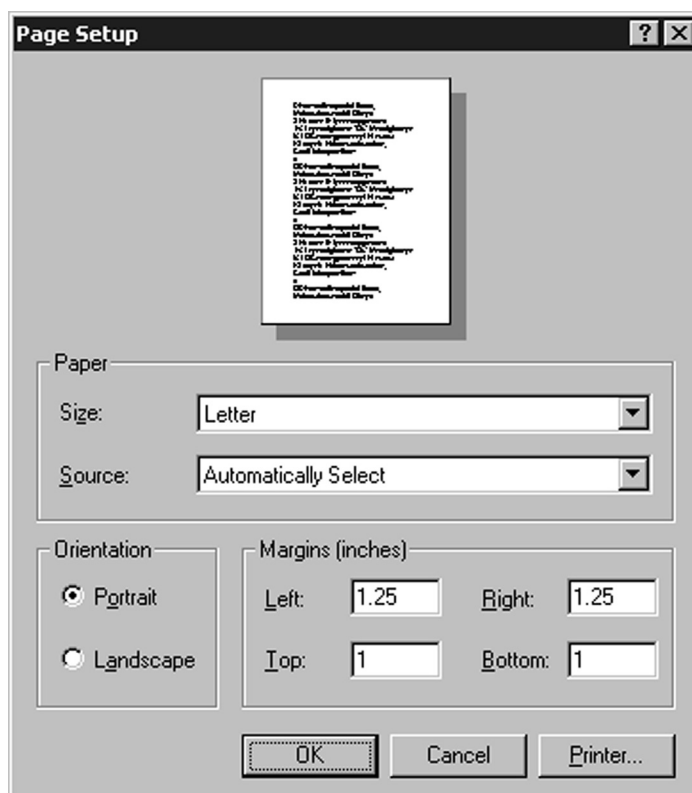 Page Setup
Paper
Size: Letter
Source: Automatically Select
Orientation
Portrait
Landscape
Margins (inches)
Left: 1.25 Right: 1.25
Top: 1 Bottom: 1
OK Cancel Printer...